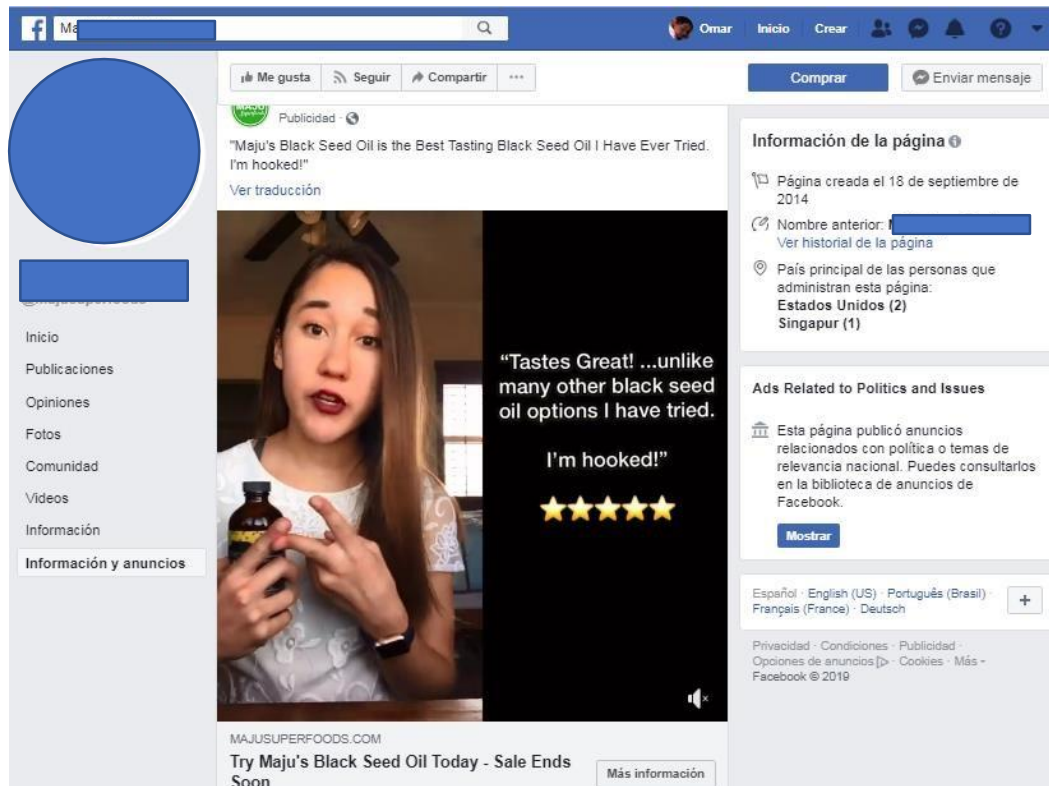 Ma
Omar
Inicio
Crear
Me gusta
Seguir
Compartir
Comprar
Enviar mensaje
Inicio
Publicaciones
Opiniones
Fotos
Comunidad
Videos
Información
Información y anuncios
MAJU
Publicidad ·
"Maju's Black Seed Oil is the Best Tasting Black Seed Oil I Have Ever Tried.
I'm hooked!"
Ver traducción
“Tastes Great! ...unlike
many other black seed
oil options I have tried.
I'm hooked!”
MAJUSUPERFOODS.COM
Try Maju's Black Seed Oil Today - Sale Ends
Soon
Más información
Información de la página
Página creada el 18 de septiembre de
2014
Nombre anterior:
Ver historial de la página
País principal de las personas que
administran esta página:
Estados Unidos (2)
Singapur (1)
Ads Related to Politics and Issues
Esta página publicó anuncios
relacionados con política o temas de
relevancia nacional. Puedes consultarlos
en la biblioteca de anuncios de
Facebook.
Mostrar
Español · English (US) · Português (Brasil) ·
Français (France) · Deutsch
Privacidad · Condiciones · Publicidad ·
Opciones de anuncios · Cookies · Más
Facebook © 2019